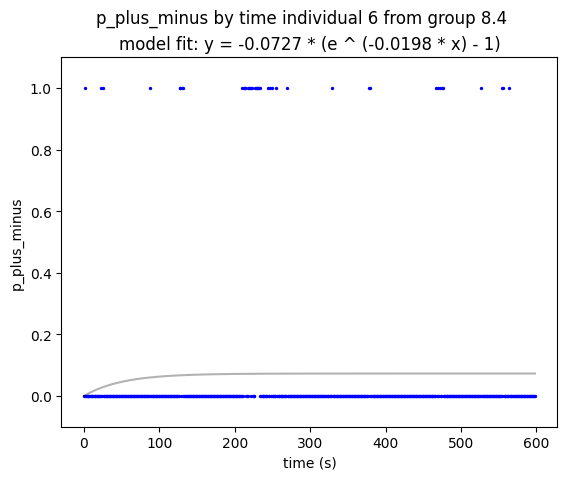 p_plus_minus by time individual 6 from group 8.4
model fit: y = -0.0727 * (e ^ (-0.0198 * x) - 1)
1.0
0.8
0.6
0.4
0.2
0.0
p_plus_minus
0 100 200 300 400 500 600
time (s)